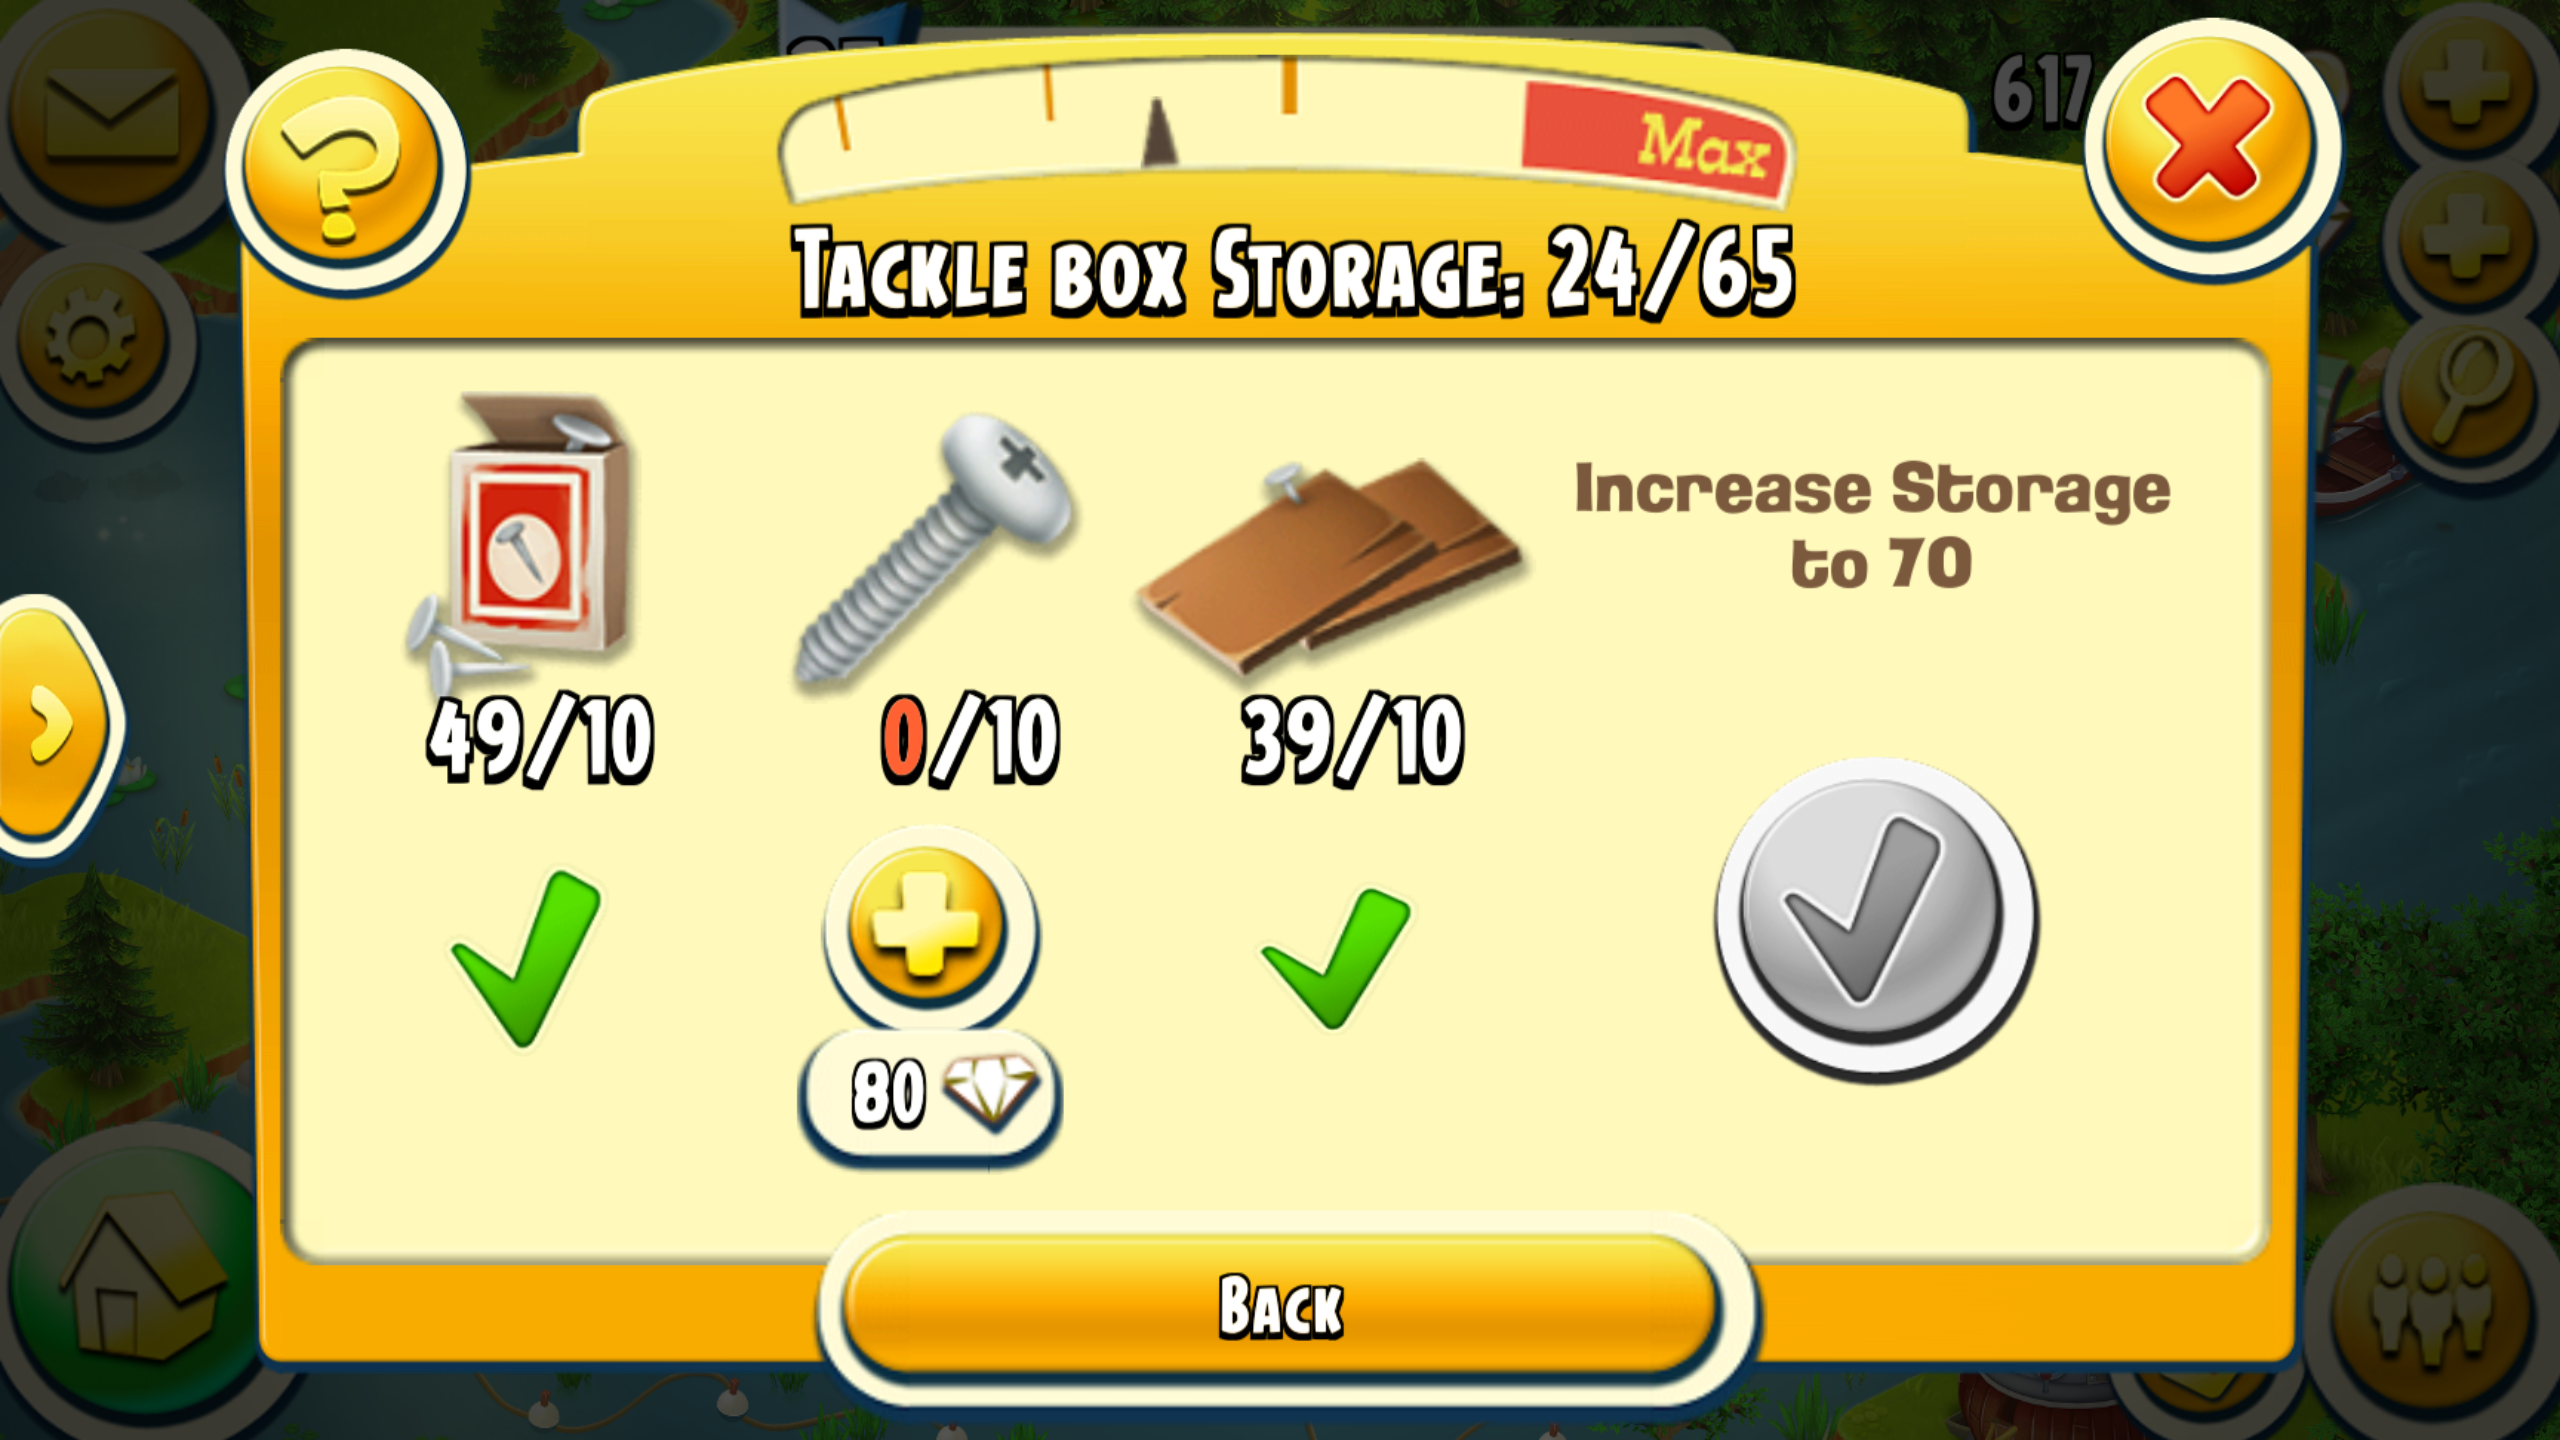 617
Max
Tackle box Storage: 24/65
Increase Storage
to 70
49/10
0/10
39/10
80
Back